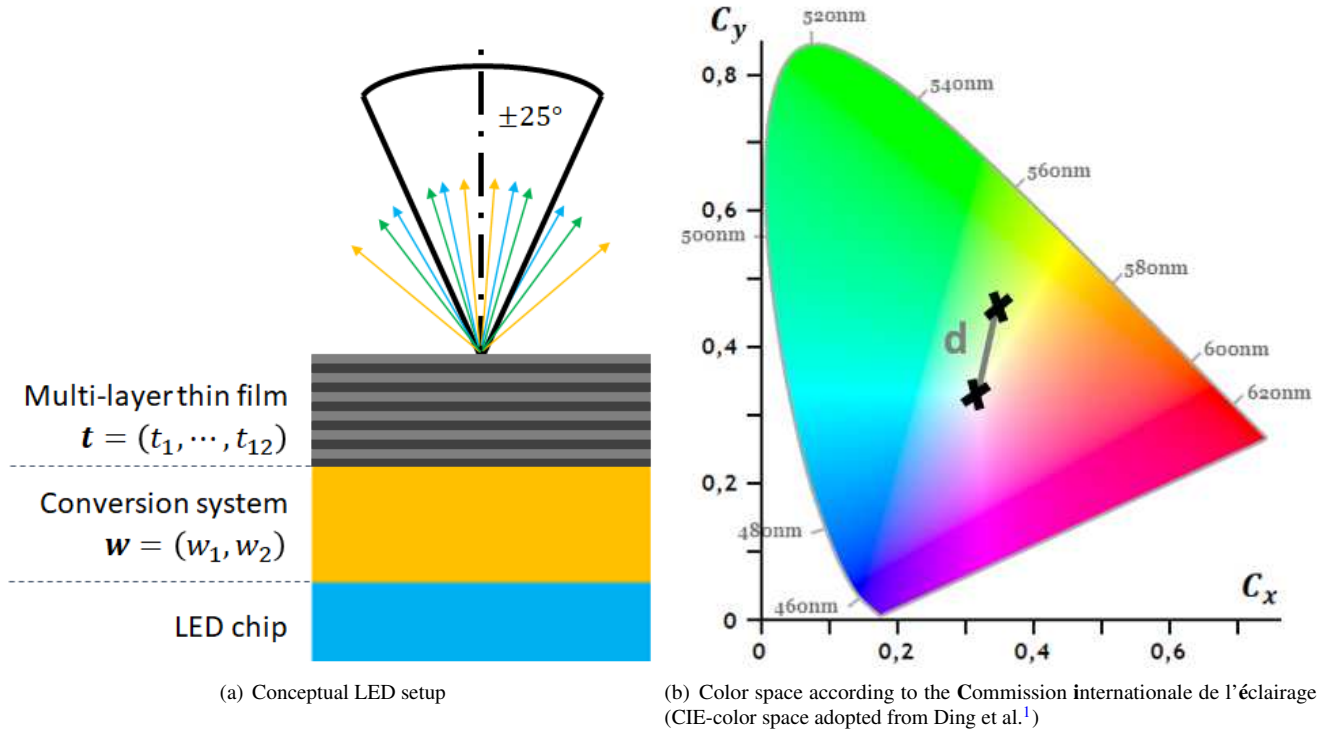 ±25°
Multi-layer thin film
t = (t₁, ⋯, t₁₂)
Conversion system
w = (w₁, w₂)
LED chip
(a) Conceptual LED setup
C_y
520nm
0,8
540nm
560nm
0,6
500nm
580nm
d
0,4
600nm
620nm
0,2
480nm
460nm
C_x
0
0
0,2
0,4
0,6
(b) Color space according to the Commission internationale de l'éclairage
(CIE-color space adopted from Ding et al.¹)